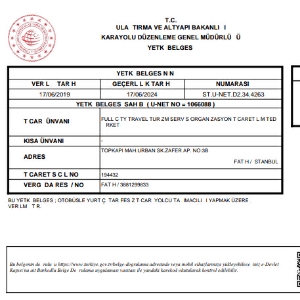 T.C.
ULA TIRMA VE ALTYAPI BAKANLI I
KARAYOLU DÜZENLEME GENEL MÜDÜRLÜ Ü
YETK BELGES
YETK BELGES N N
VER L TAR H GEÇERL L K TAR H NUMARASI
17/06/2019 17/06/2024 ST.U-NET.D2.34.4263
YETK BELGES SAH B ( U-NET NO = 1066088 )
T CAR ÜNVANI FULL C TY TRAVEL TUR ZM SERV S ORGAN ZASYON T CARET L M TED RKET
KISA ÜNVANI -
ADRES TOPKAPI MAH.URBAN SK.ZAFER AP. NO:3B
FAT H / STANBUL
T CARET S C L NO 194432
VERG DA RES / NO FAT H / 3881299633
BU YETK BELGES ; OTOBÜSLE YURT Ç TAR FES Z T CAR YOLCU TA IMACILI I YAPMAK ÜZERE
VER LM T R.